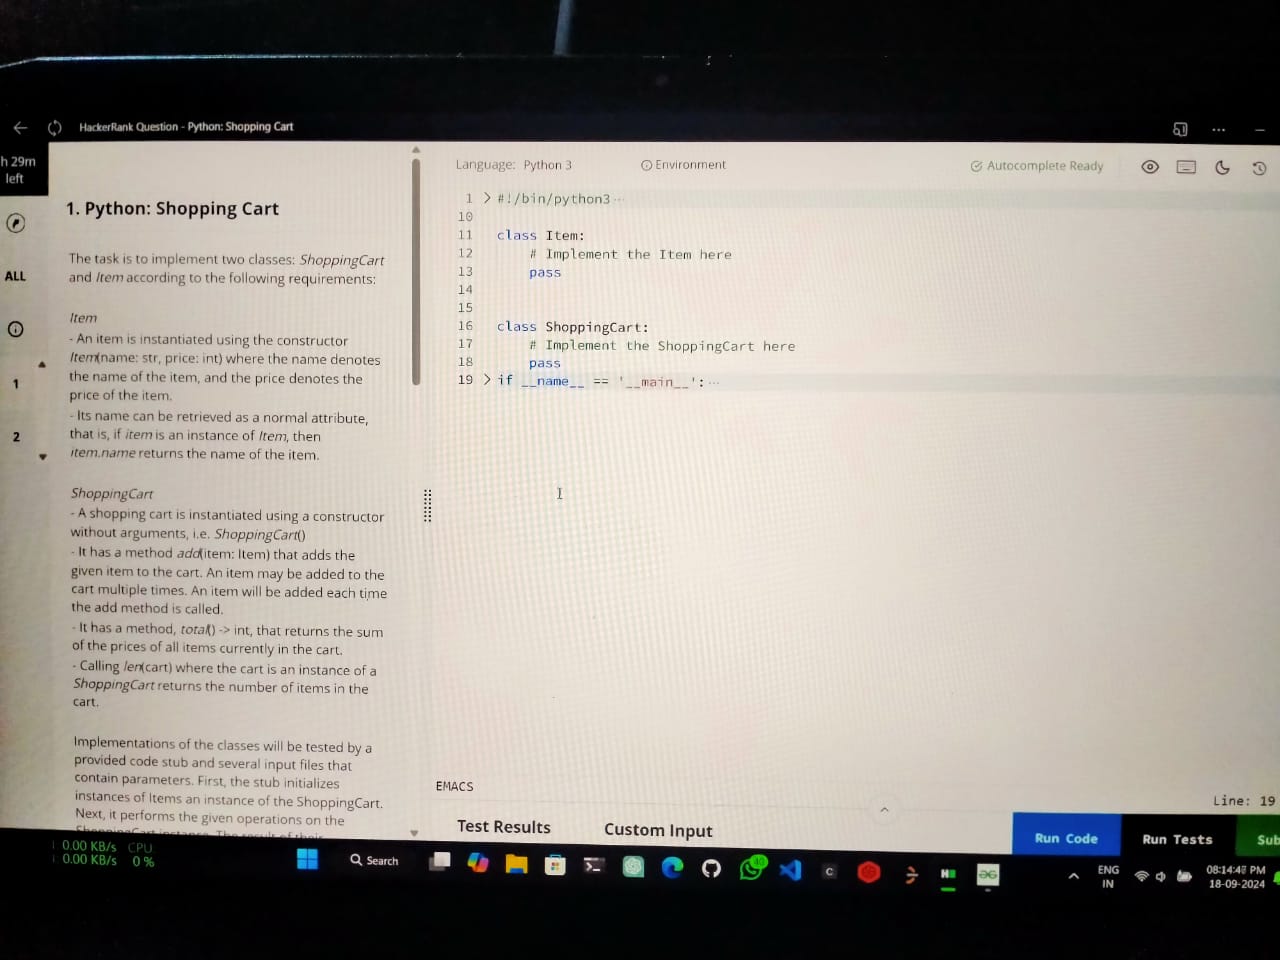 HackerRank Question - Python: Shopping Cart
h 29m
left
ALL
1
2
1. Python: Shopping Cart
The task is to implement two classes: ShoppingCart
and Item according to the following requirements:
Item
- An item is instantiated using the constructor
Item(name: str, price: int) where the name denotes
the name of the item, and the price denotes the
price of the item.
- Its name can be retrieved as a normal attribute,
that is, if item is an instance of Item, then
item.name returns the name of the item.
ShoppingCart
- A shopping cart is instantiated using a constructor
without arguments, i.e. ShoppingCart()
- It has a method add(item: Item) that adds the
given item to the cart. An item may be added to the
cart multiple times. An item will be added each time
the add method is called.
- It has a method, total() -> int, that returns the sum
of the prices of all items currently in the cart.
- Calling len(cart) where the cart is an instance of a
ShoppingCart returns the number of items in the
cart.
Implementations of the classes will be tested by a
provided code stub and several input files that
contain parameters. First, the stub initializes
instances of Items an instance of the ShoppingCart.
Next, it performs the given operations on the
ShoppingCart instance. The result of their
Language: Python 3
Environment
Autocomplete Ready
1 > #!/bin/python3 ···
10
11 class Item:
12 # Implement the Item here
13 pass
14
15
16 class ShoppingCart:
17 # Implement the ShoppingCart here
18 pass
19 > if __name__ == '__main__': ···
EMACS
Line: 19
Test Results
Custom Input
Run Code
Run Tests
Sub
0.00 KB/s CPU
0.00 KB/s 0 %
Search
40
ENG
IN
08:14:47 PM
18-09-2024